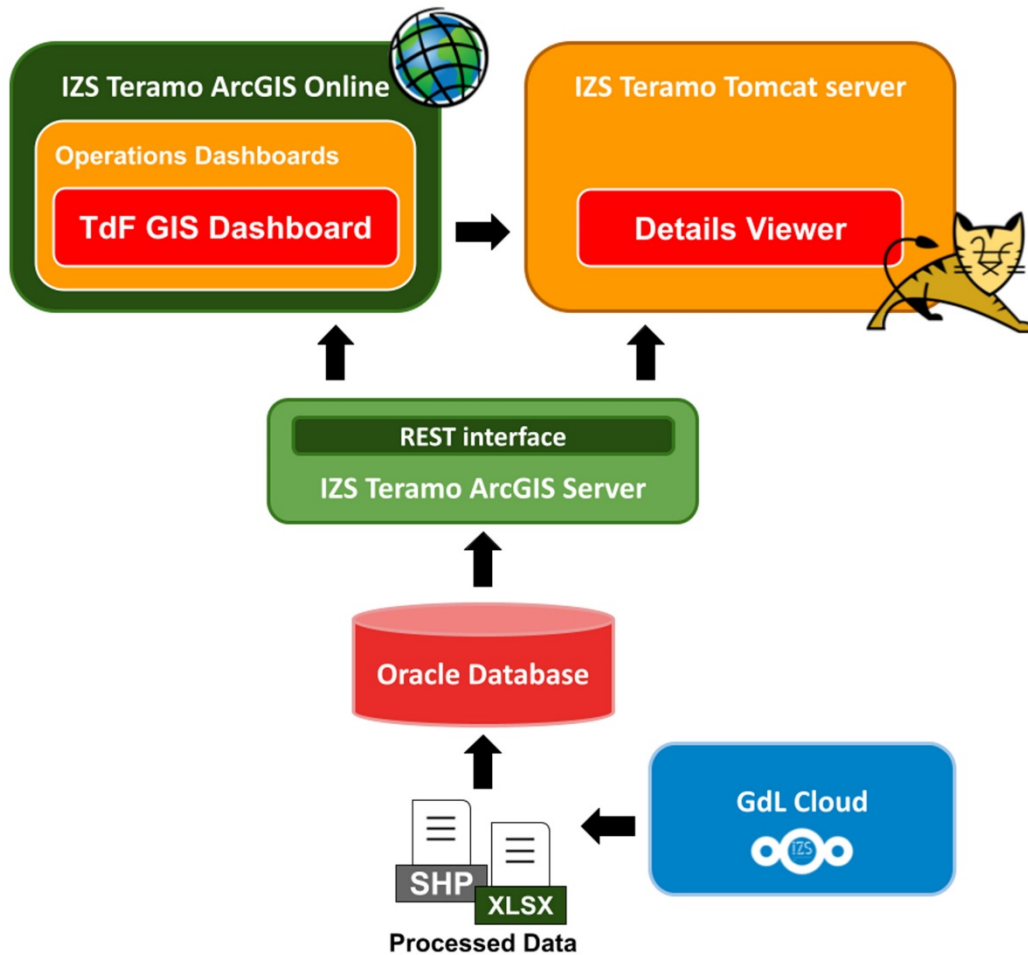 IZS Teramo ArcGIS Online
Operations Dashboards
TdF GIS Dashboard
IZS Teramo Tomcat server
Details Viewer
REST interface
IZS Teramo ArcGIS Server
Oracle Database
GdL Cloud
iZS
SHP
XLSX
Processed Data